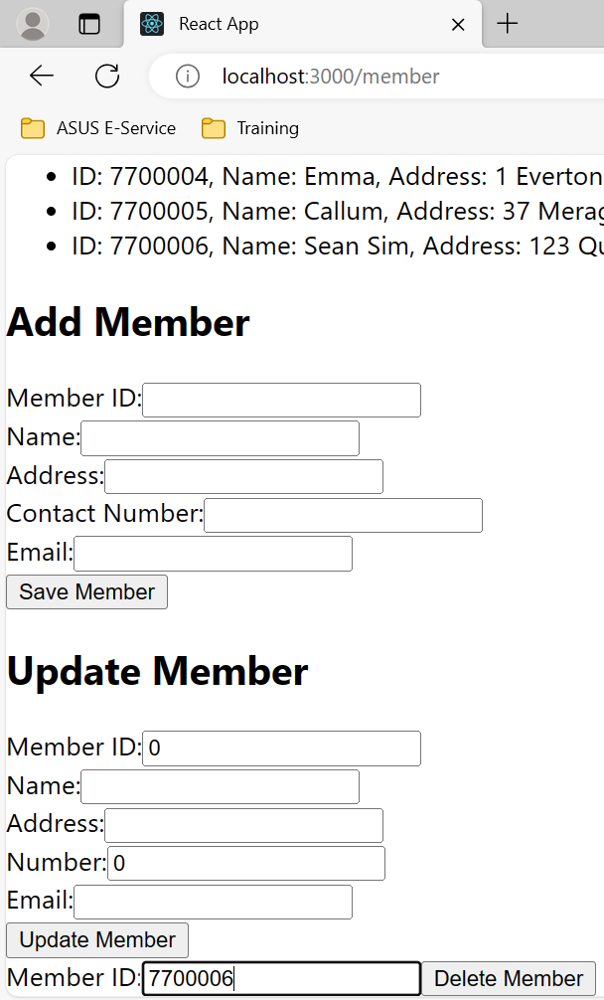 React App
localhost:3000/member
ASUS E-Service Training
ID: 7700004, Name: Emma, Address: 1 Everton
ID: 7700005, Name: Callum, Address: 37
ID: 7700006, Name: Sean Sim, Address: 123
Add Member
Member ID:
Name:
Address:
Contact Number:
Email:
Save Member
Update Member
Member ID: 0
Name:
Address:
Number: 0
Email:
Update Member
Member ID: 7700006 Delete Member